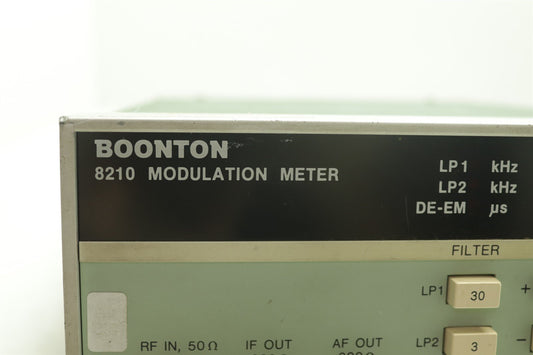 BOONTON
8210 MODULATION METER
LP1 kHz
LP2 kHz
DE-EM µs
FILTER
LP1 30 +
RF IN, 50Ω IF OUT AF OUT LP2 3 -